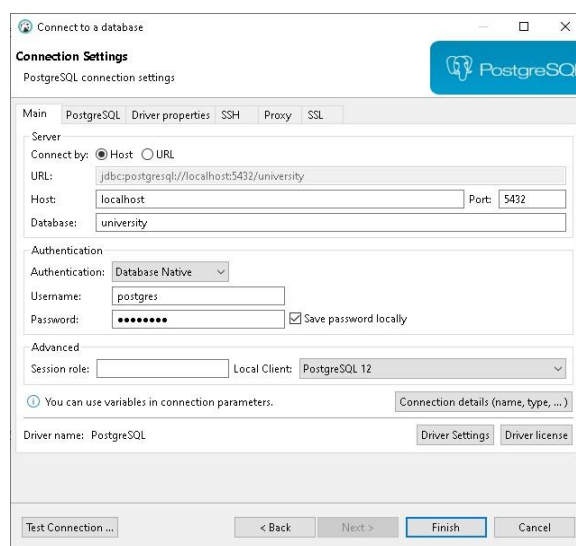 Connect to a database
Connection Settings
PostgreSQL connection settings
PostgreSQL
Main PostgreSQL Driver properties SSH Proxy SSL
Server
Connect by: Host URL
URL: jdbc:postgresql://localhost:5432/university
Host: localhost Port: 5432
Database: university
Authentication
Authentication: Database Native
Username: postgres
Password: ••••••••
Save password locally
Advanced
Session role: Local Client: PostgreSQL 12
You can use variables in connection parameters. Connection details (name, type, ... )
Driver name: PostgreSQL Driver Settings Driver license
Test Connection ... < Back Next > Finish Cancel